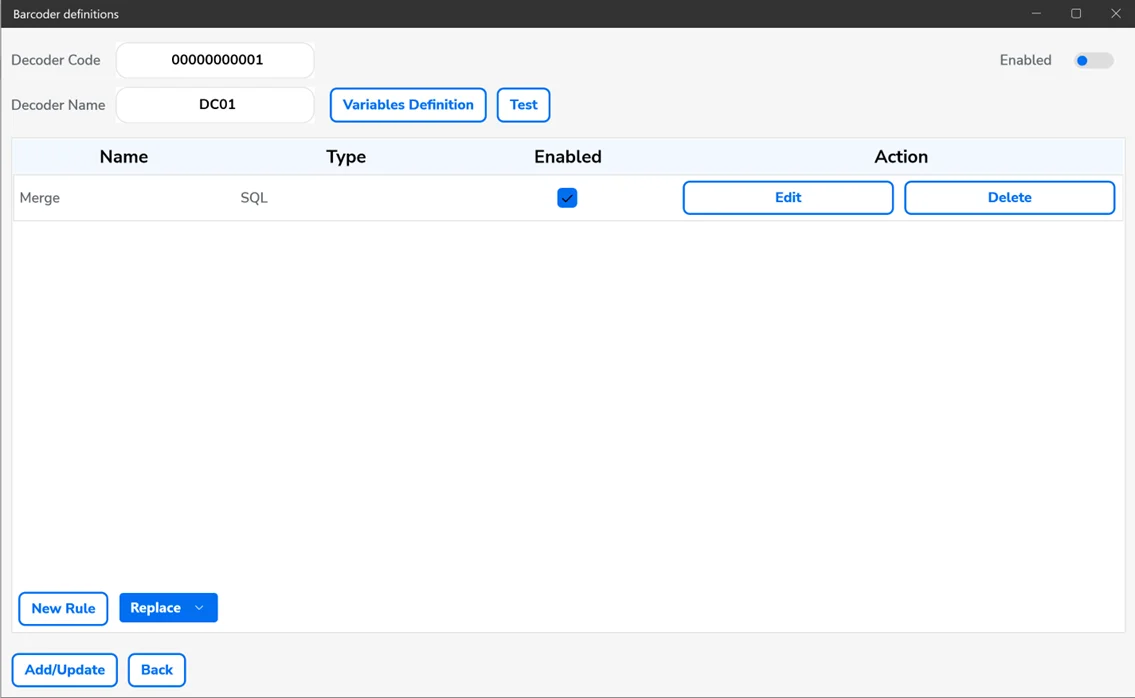 Barcoder definitions
Decoder Code 00000000001 Enabled
Decoder Name DC01 Variables Definition Test
Name Type Enabled Action
Merge SQL Edit Delete
New Rule Replace
Add/Update Back